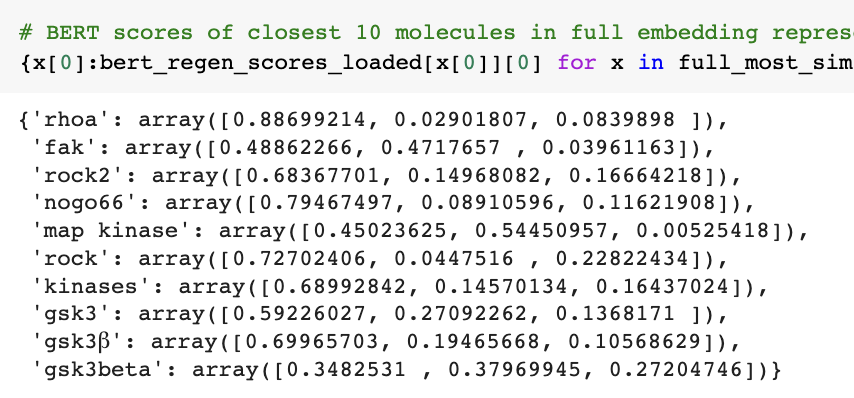 # BERT scores of closest 10 molecules in full embedding repres
{x[0]:bert_regen_scores_loaded[x[0]][0] for x in full_most_sim
{'rhoa': array([0.88699214, 0.02901807, 0.0839898 ]),
'fak': array([0.48862266, 0.4717657 , 0.03961163]),
'rock2': array([0.68367701, 0.14968082, 0.16664218]),
'nogo66': array([0.79467497, 0.08910596, 0.11621908]),
'map kinase': array([0.45023625, 0.54450957, 0.00525418]),
'rock': array([0.72702406, 0.0447516 , 0.22822434]),
'kinases': array([0.68992842, 0.14570134, 0.16437024]),
'gsk3': array([0.59226027, 0.27092262, 0.1368171 ]),
'gsk3β': array([0.69965703, 0.19465668, 0.10568629]),
'gsk3beta': array([0.3482531 , 0.37969945, 0.27204746])}